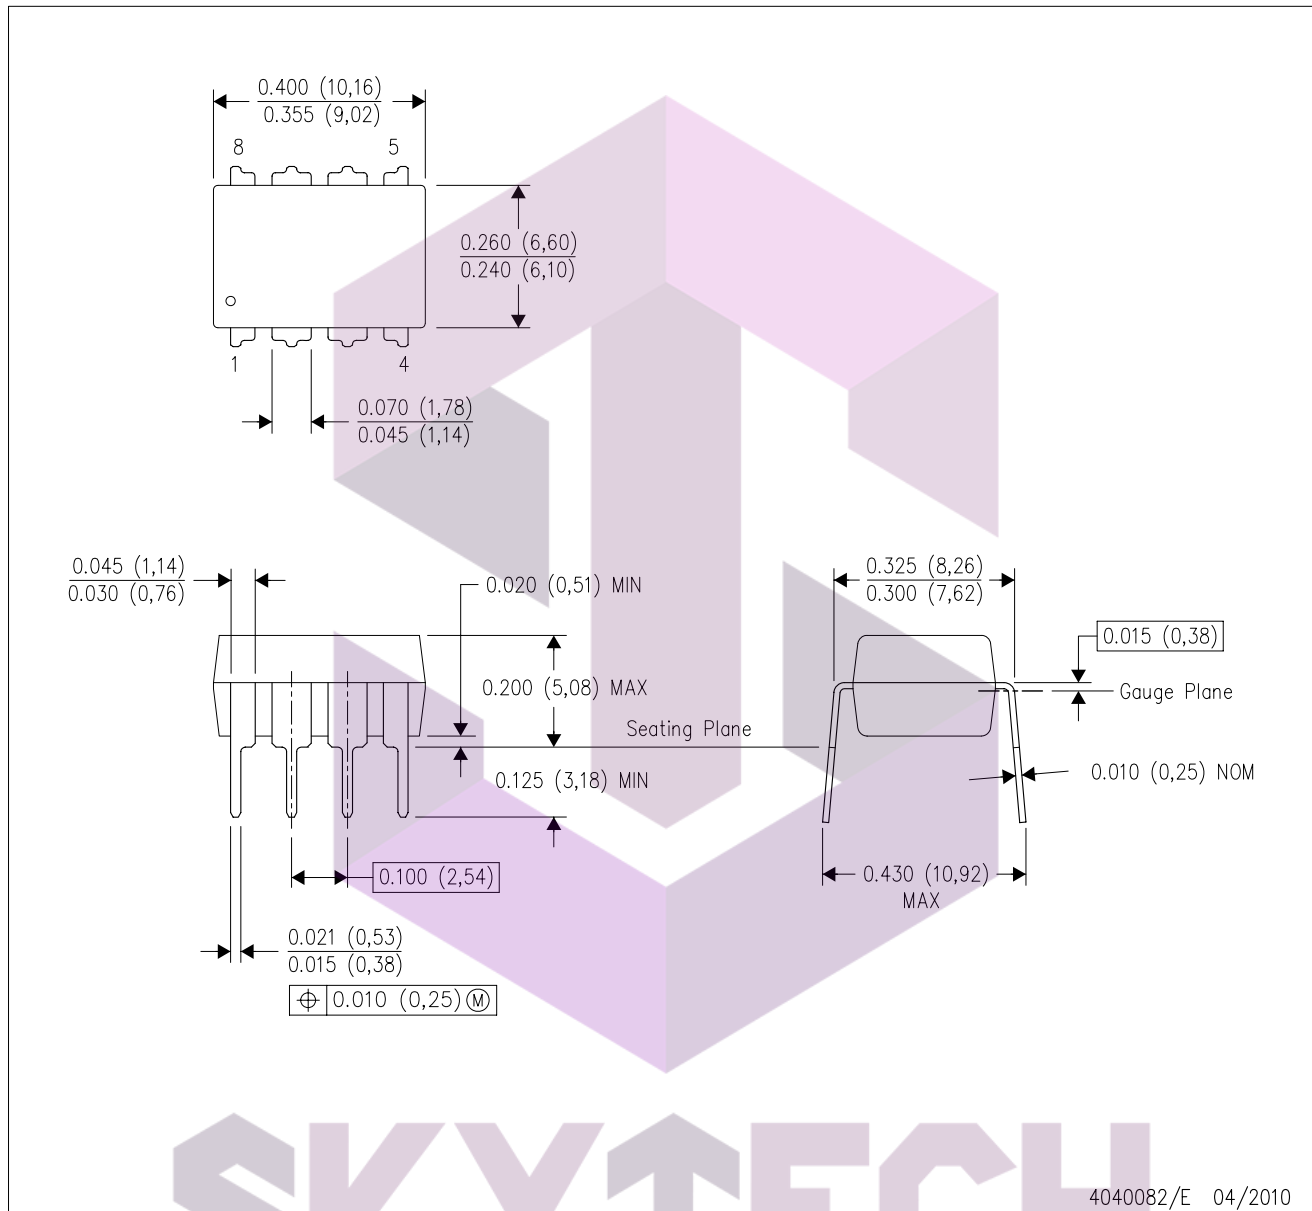 0.400 (10,16)
0.355 (9,02)
8
5
0.260 (6,60)
0.240 (6,10)
1
4
0.070 (1,78)
0.045 (1,14)
0.045 (1,14)
0.030 (0,76)
0.020 (0,51) MIN
0.325 (8,26)
0.300 (7,62)
0.015 (0,38)
0.200 (5,08) MAX
Gauge Plane
Seating Plane
0.125 (3,18) MIN
0.010 (0,25) NOM
0.100 (2,54)
0.430 (10,92)
MAX
0.021 (0,53)
0.015 (0,38)
⌖ 0.010 (0,25) Ⓜ
SKYTECH
4040082/E 04/2010